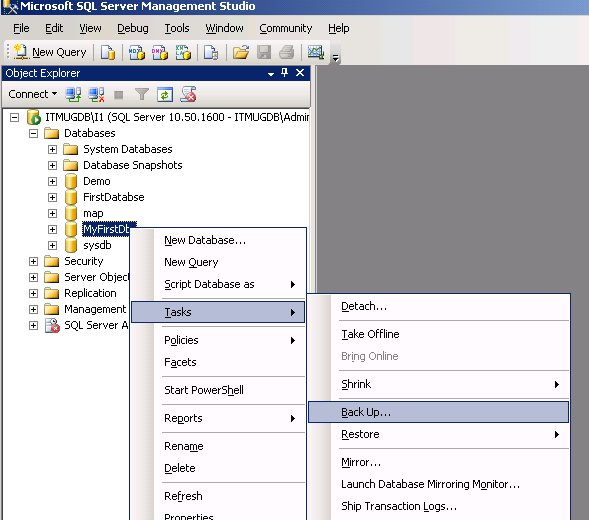 Microsoft SQL Server Management Studio
File Edit View Debug Tools Window Community Help
New Query
Object Explorer
Connect
ITMUGDB\I1 (SQL Server 10.50.1600 - ITMUGDB\Admir
Databases
System Databases
Database Snapshots
Demo
FirstDatabse
map
MyFirstDb
sysdb
Security
Server Objec
Replication
Management
SQL Server A
New Database...
New Query
Script Database as
Tasks
Policies
Facets
Start PowerShell
Reports
Rename
Delete
Refresh
Properties
Detach...
Take Offline
Bring Online
Shrink
Back Up...
Restore
Mirror...
Launch Database Mirroring Monitor...
Ship Transaction Logs...